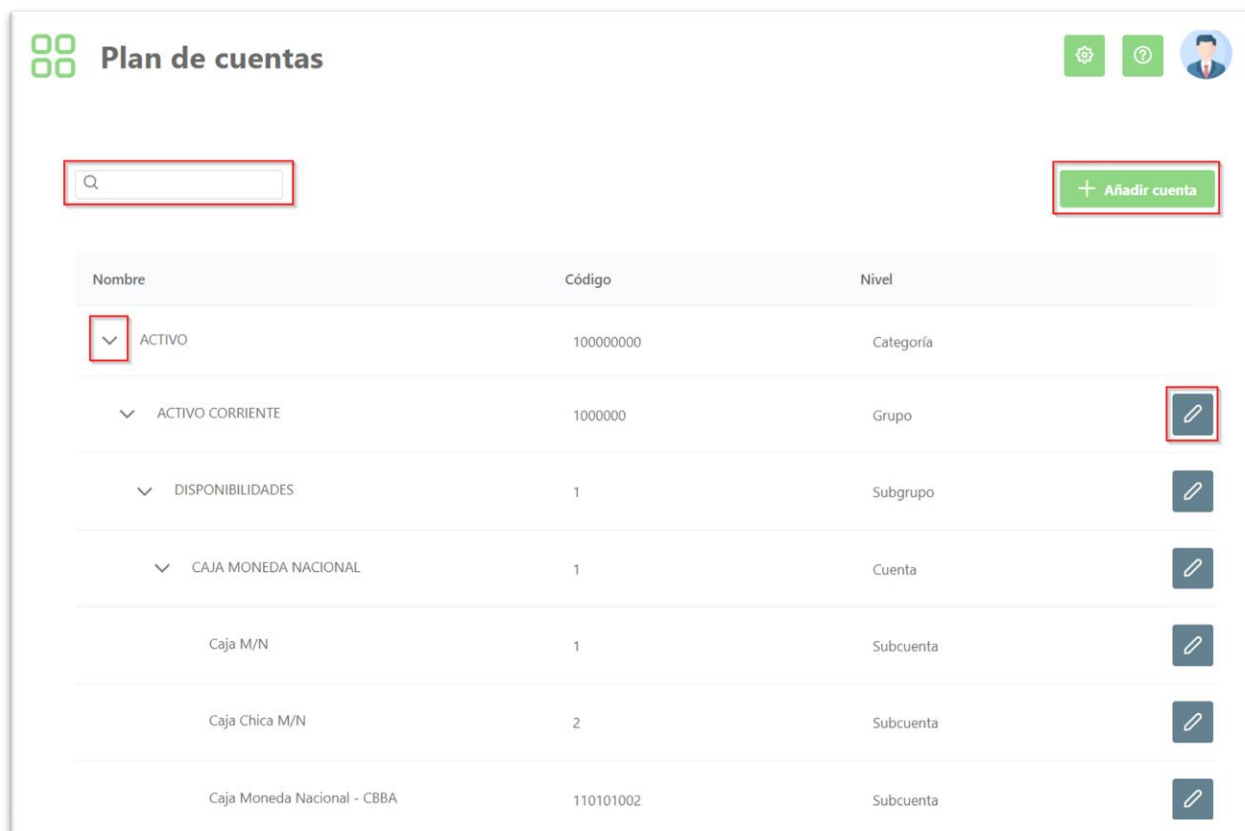 Plan de cuentas
+ Añadir cuenta
Nombre Código Nivel
ACTIVO 100000000 Categoría
ACTIVO CORRIENTE 1000000 Grupo
DISPONIBILIDADES 1 Subgrupo
CAJA MONEDA NACIONAL 1 Cuenta
Caja M/N 1 Subcuenta
Caja Chica M/N 2 Subcuenta
Caja Moneda Nacional - CBBA 110101002 Subcuenta